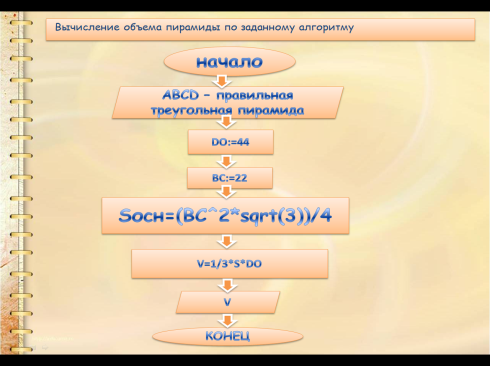 Вычисление объема пирамиды по заданному алгоритму
начало
ABCD – правильная
треугольная пирамида
DO:=44
BC:=22
Sосн=(BC^2*sqrt(3))/4
V=1/3*S*DO
V
КОНЕЦ